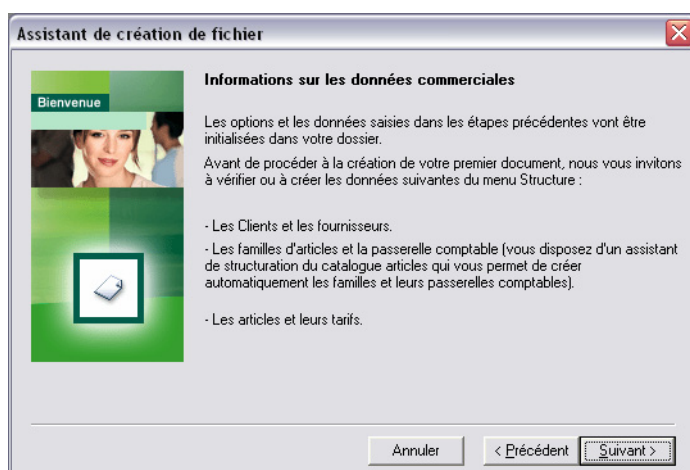 Assistant de création de fichier
Bienvenue
Informations sur les données commerciales
Les options et les données saisies dans les étapes précédentes vont être
initialisées dans votre dossier.
Avant de procéder à la création de votre premier document, nous vous invitons
à vérifier ou à créer les données suivantes du menu Structure :
- Les Clients et les fournisseurs.
- Les familles d'articles et la passerelle comptable (vous disposez d'un assistant
de structuration du catalogue articles qui vous permet de créer
automatiquement les familles et leurs passerelles comptables).
- Les articles et leurs tarifs.
Annuler
< Précédent
Suivant >